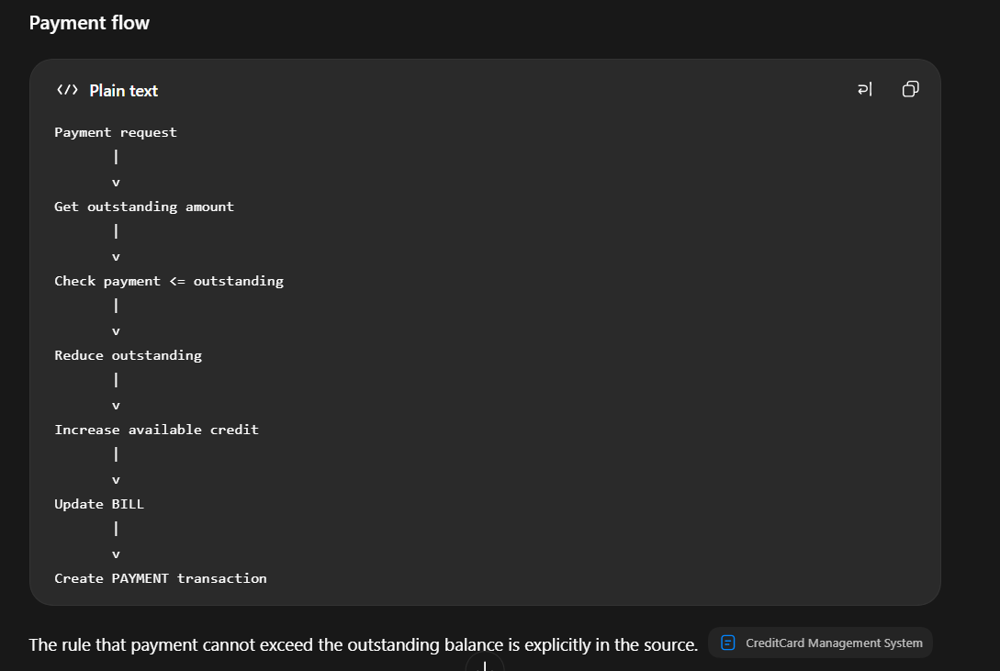 Payment flow
</> Plain text
Payment request
|
v
Get outstanding amount
|
v
Check payment <= outstanding
|
v
Reduce outstanding
|
v
Increase available credit
|
v
Update BILL
|
v
Create PAYMENT transaction
The rule that payment cannot exceed the outstanding balance is explicitly in the source. CreditCard Management System